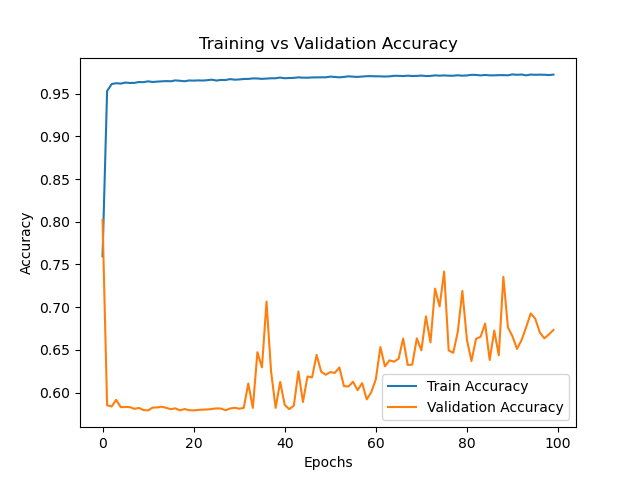 Training vs Validation Accuracy
Accuracy
0.95
0.90
0.85
0.80
0.75
0.70
0.65
0.60
Train Accuracy
Validation Accuracy
0 20 40 60 80 100
Epochs